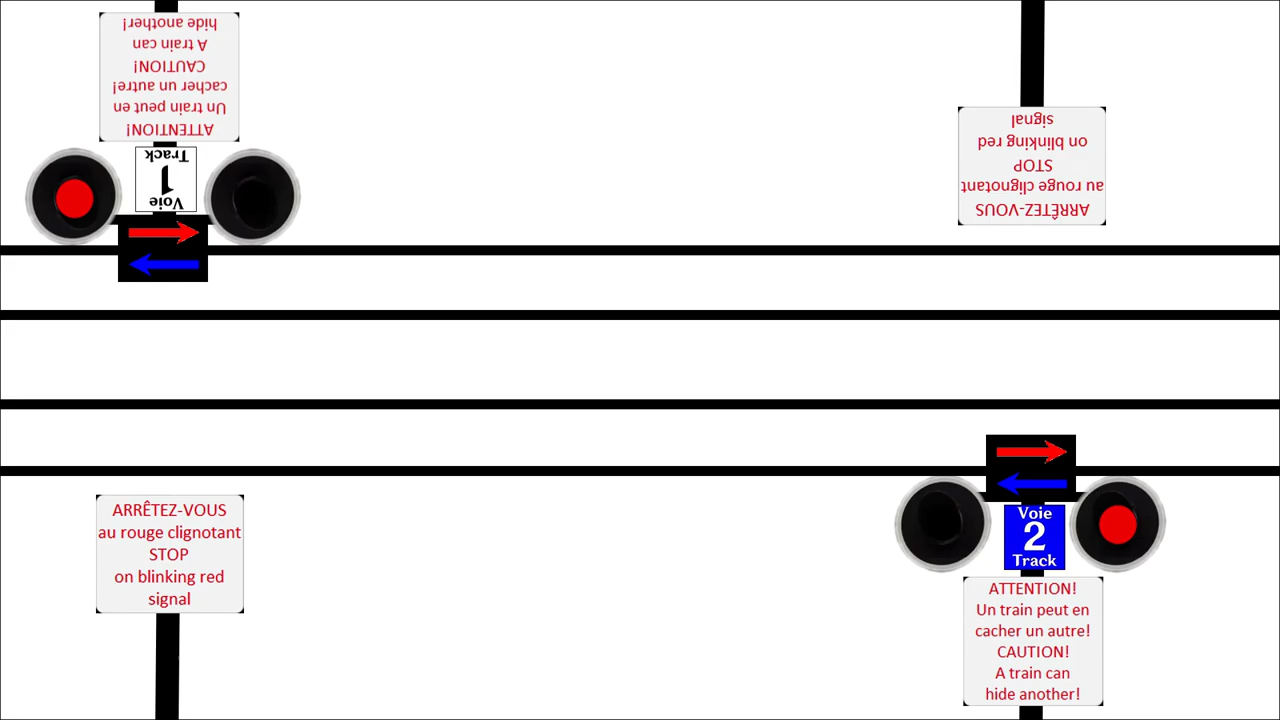 ATTENTION!
Un train peut en
cacher un autre!
CAUTION!
A train can
hide another!
Voie
1
Track
ARRÊTEZ-VOUS
au rouge clignotant
STOP
on blinking red
signal
ARRÊTEZ-VOUS
au rouge clignotant
STOP
on blinking red
signal
Voie
2
Track
ATTENTION!
Un train peut en
cacher un autre!
CAUTION!
A train can
hide another!